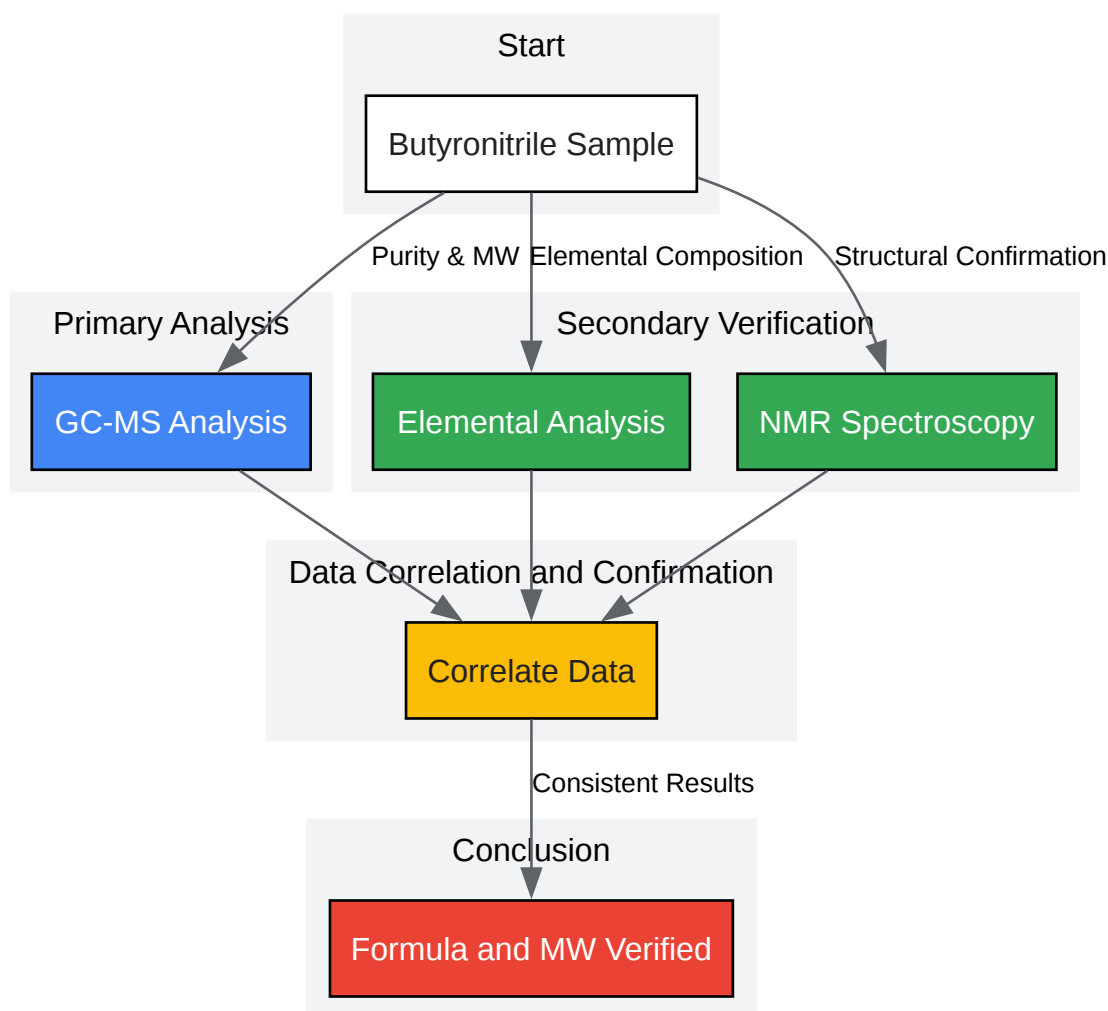 Start
Butyronitrile Sample
Purity & MW
Elemental Composition
Structural Confirmation
Primary Analysis
Secondary Verification
GC-MS Analysis
Elemental Analysis
NMR Spectroscopy
Data Correlation and Confirmation
Correlate Data
Consistent Results
Conclusion
Formula and MW Verified